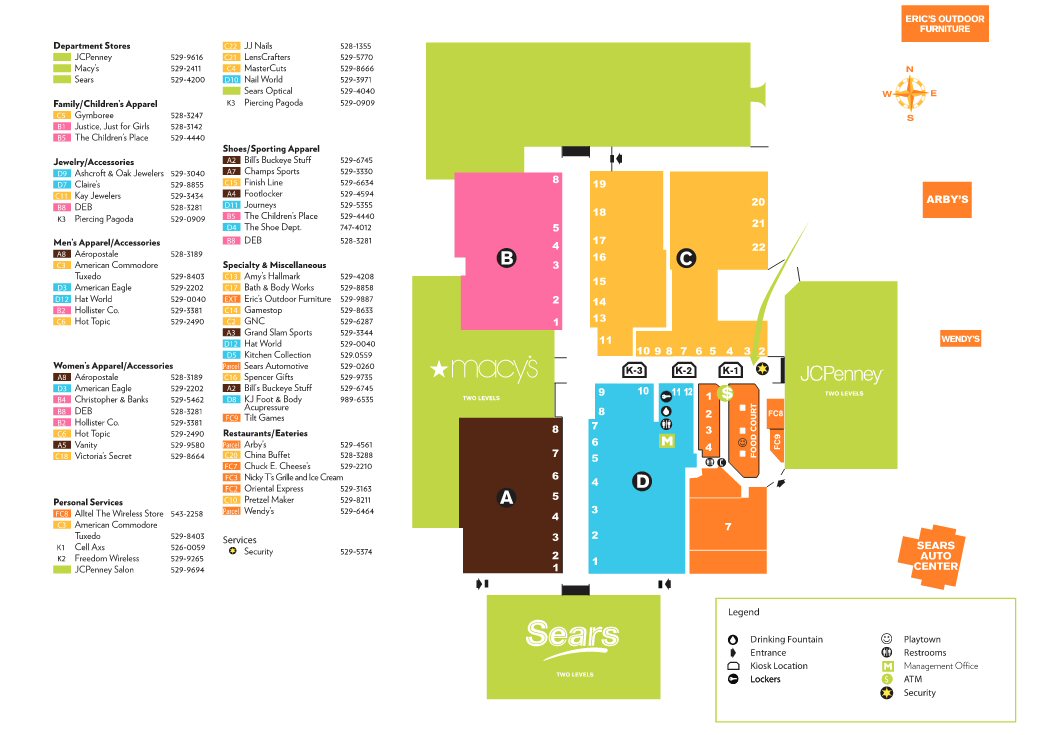 Department Stores
JCPenney 529-9616
Macy's 529-2411
Sears 529-4200
Family/Children's Apparel
C5 Gymboree 528-3247
B1 Justice, Just for Girls 528-3142
B5 The Children's Place 529-4440
Jewelry/Accessories
D9 Ashcroft & Oak Jewelers 529-3040
D7 Claire's 529-8855
C11 Kay Jewelers 529-3434
B8 DEB 528-3281
K3 Piercing Pagoda 529-0909
Men's Apparel/Accessories
A8 Aéropostale 528-3189
C3 American Commodore
Tuxedo 529-8403
D3 American Eagle 529-2202
D12 Hat World 529-0040
B2 Hollister Co. 529-3381
C6 Hot Topic 529-2490
Women's Apparel/Accessories
A8 Aéropostale 528-3189
D3 American Eagle 529-2202
B4 Christopher & Banks 529-5462
B8 DEB 528-3281
B2 Hollister Co. 529-3381
C6 Hot Topic 529-2490
A5 Vanity 529-9580
C18 Victoria's Secret 529-8664
Personal Services
FC8 Alltel The Wireless Store 543-2258
C3 American Commodore
Tuxedo 529-8403
K1 Cell Axs 526-0059
K2 Freedom Wireless 529-9265
JCPenney Salon 529-9694
C22 JJ Nails 528-1355
C21 LensCrafters 529-5770
C4 MasterCuts 529-8666
D10 Nail World 529-3971
Sears Optical 529-4040
K3 Piercing Pagoda 529-0909
Shoes/Sporting Apparel
A2 Bill's Buckeye Stuff 529-6745
A7 Champs Sports 529-3330
C15 Finish Line 529-6634
A4 Footlocker 529-4594
D11 Journeys 529-5355
B5 The Children's Place 529-4440
D4 The Shoe Dept. 747-4012
B8 DEB 528-3281
Specialty & Miscellaneous
C13 Amy's Hallmark 529-4208
C17 Bath & Body Works 529-8858
EXT Eric's Outdoor Furniture 529-9887
C14 Gamestop 529-8633
C2 GNC 529-6287
A3 Grand Slam Sports 529-3344
D12 Hat World 529-0040
D5 Kitchen Collection 529.0559
Parcel Sears Automotive 529-0260
C16 Spencer Gifts 529-9735
A2 Bill's Buckeye Stuff 529-6745
D8 KJ Foot & Body 989-6535
Acupressure
FC9 Tilt Games
Restaurants/Eateries
Parcel Arby's 529-4561
C20 China Buffet 528-3288
FC7 Chuck E. Cheese's 529-2210
FC3 Nicky T's Grille and Ice Cream
FC2 Oriental Express 529-3163
C10 Pretzel Maker 529-8211
Parcel Wendy's 529-6464
Services
Security 529-5374
ERIC'S OUTDOOR
FURNITURE
N
W E
S
ARBY'S
WENDY'S
SEARS
AUTO
CENTER
8
5
4
3
2
1
B
19
18
17
16
15
14
13
11
20
21
22
C
10 9 8 7 6 5 4 3 2
K-3 K-2 K-1
macy's
TWO LEVELS
JCPenney
TWO LEVELS
8
7
6
5
4
3
2
1
A
9 10 11 12
8
7
6
5
4
3
2
1
M
D
S
1
2
3
4
FOOD COURT
FC8
FC9
7
Sears
TWO LEVELS
Legend
Drinking Fountain
Entrance
Kiosk Location
Lockers
Playtown
Restrooms
M Management Office
S ATM
Security